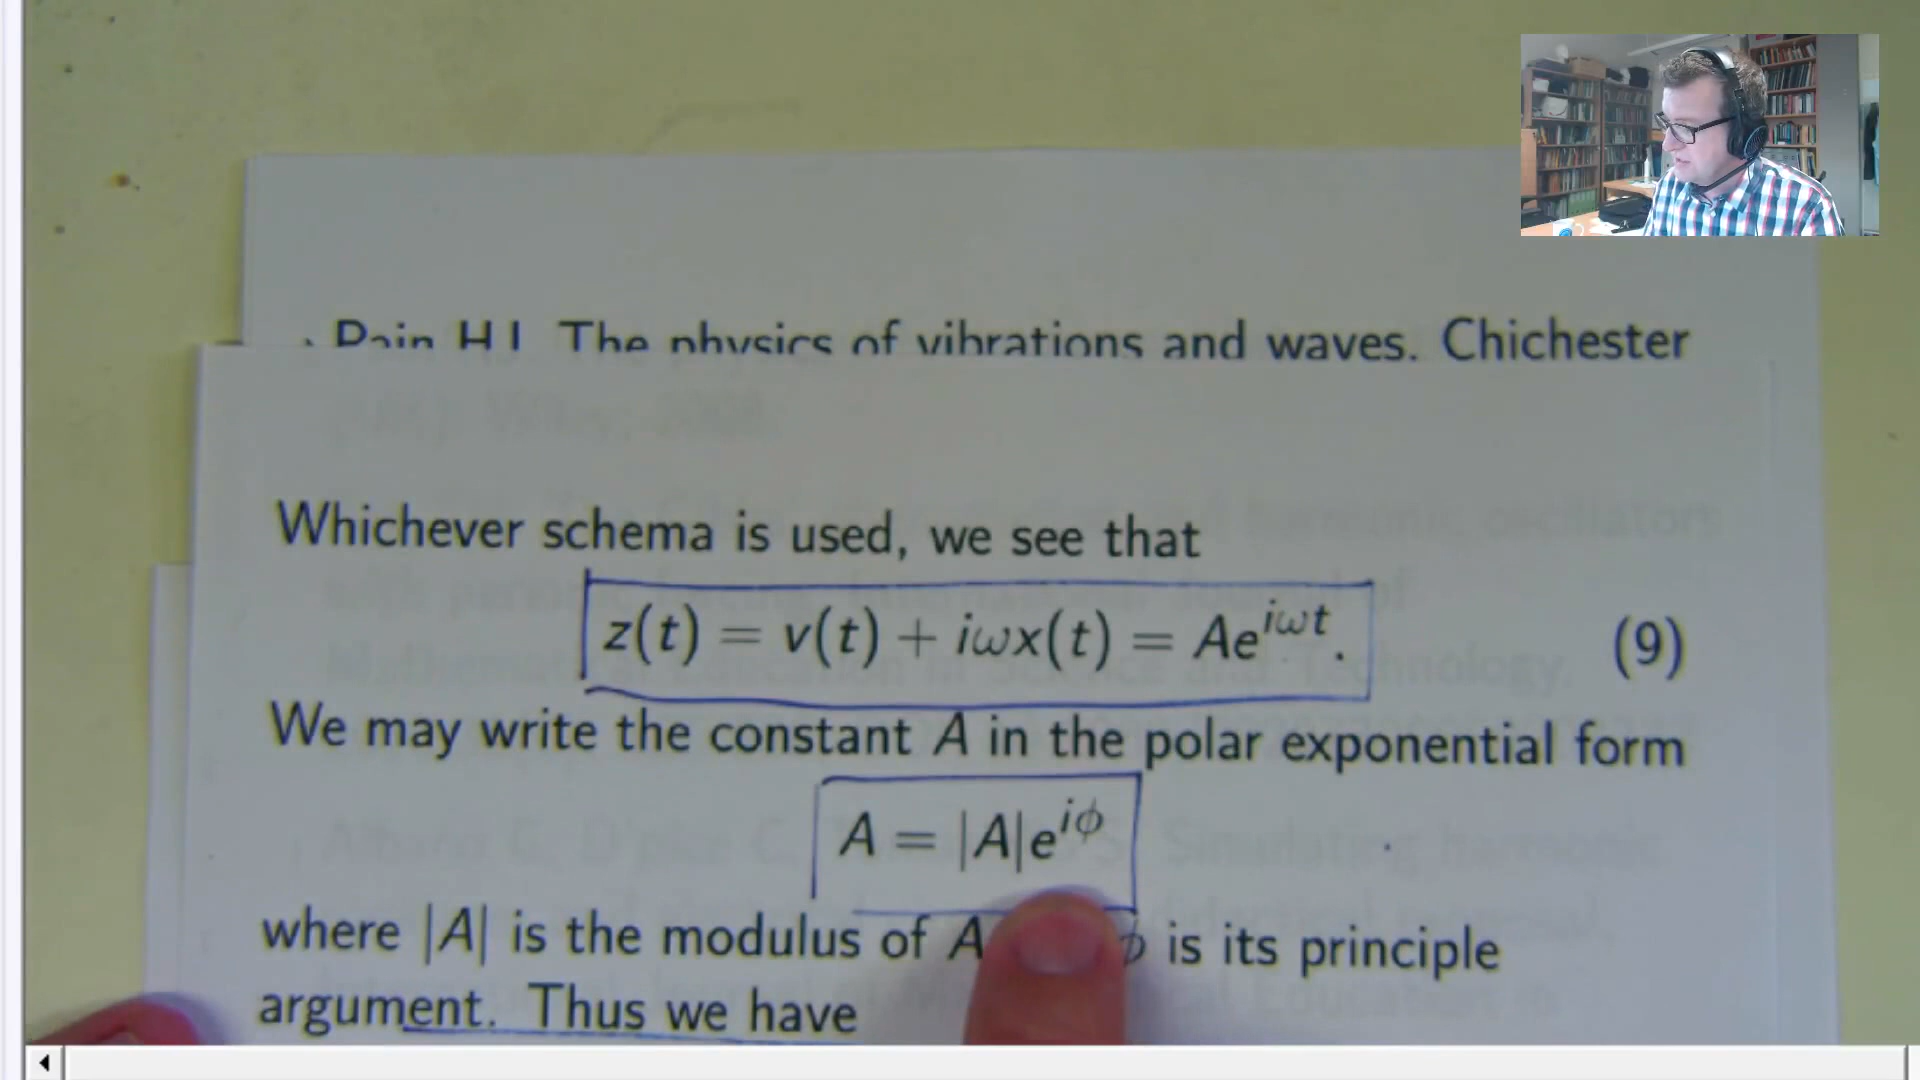 Pain HJ. The physics of vibrations and waves. Chichester
Whichever schema is used, we see that
z(t) = v(t) + iωx(t) = Ae^{iωt}. (9)
We may write the constant A in the polar exponential form
A = |A|e^{iϕ}
where |A| is the modulus of A ϕ is its principle
argument. Thus we have